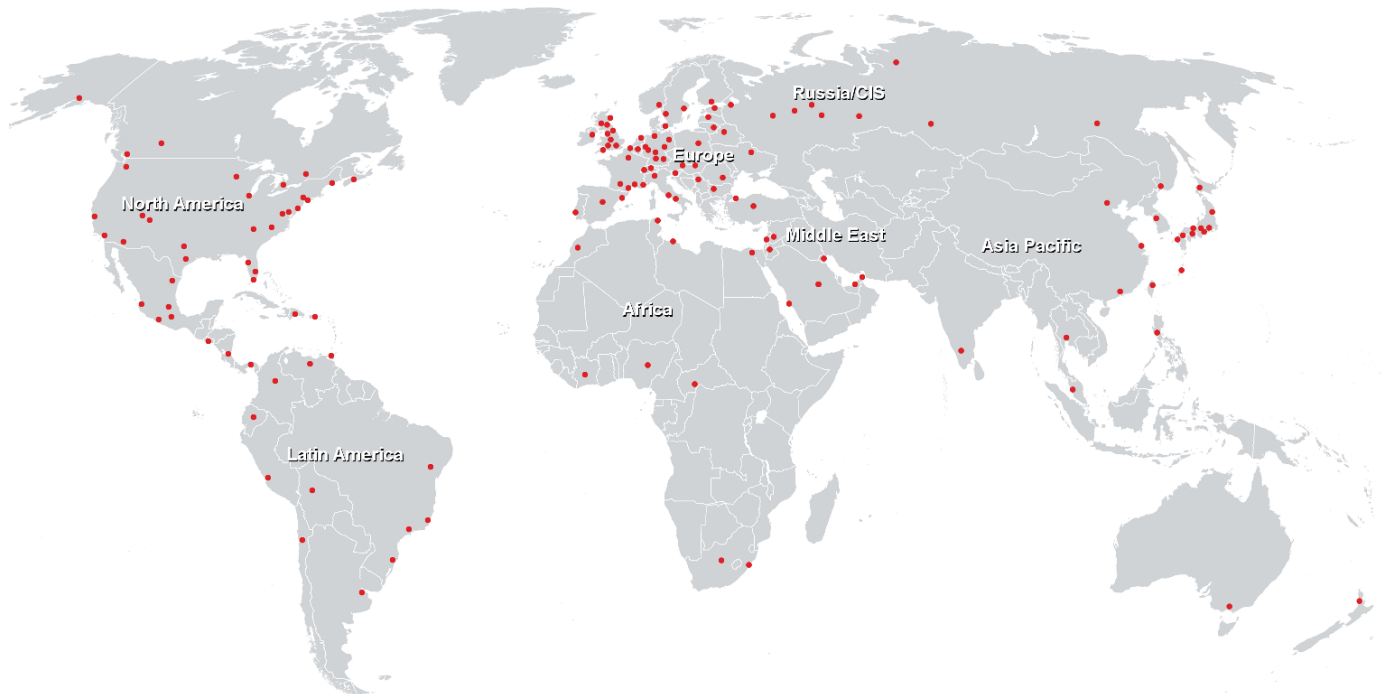 Russia/CIS
Europe
North America
Middle East
Asia Pacific
Africa
Latin America